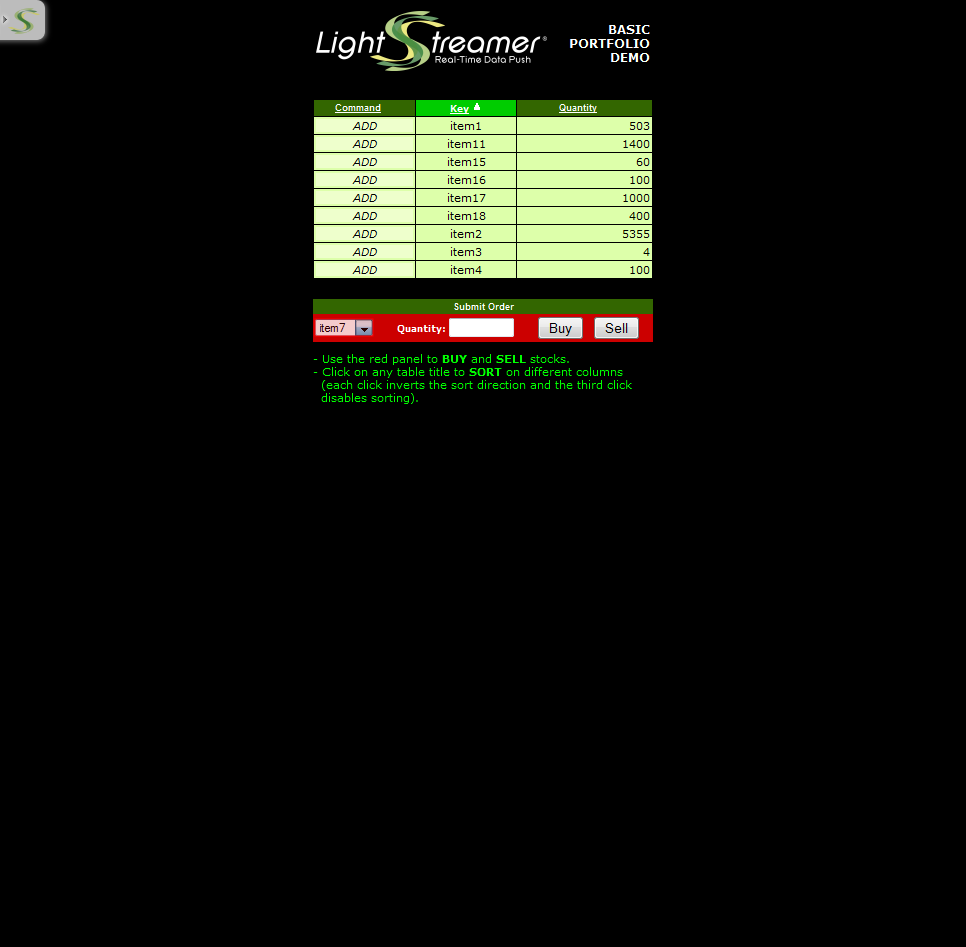 LightStreamer®
Real-Time Data Push
BASIC
PORTFOLIO
DEMO
Command Key Quantity
ADD item1 503
ADD item11 1400
ADD item15 60
ADD item16 100
ADD item17 1000
ADD item18 400
ADD item2 5355
ADD item3 4
ADD item4 100
Submit Order
item7 Quantity: Buy Sell
- Use the red panel to BUY and SELL stocks.
- Click on any table title to SORT on different columns
(each click inverts the sort direction and the third click
disables sorting).